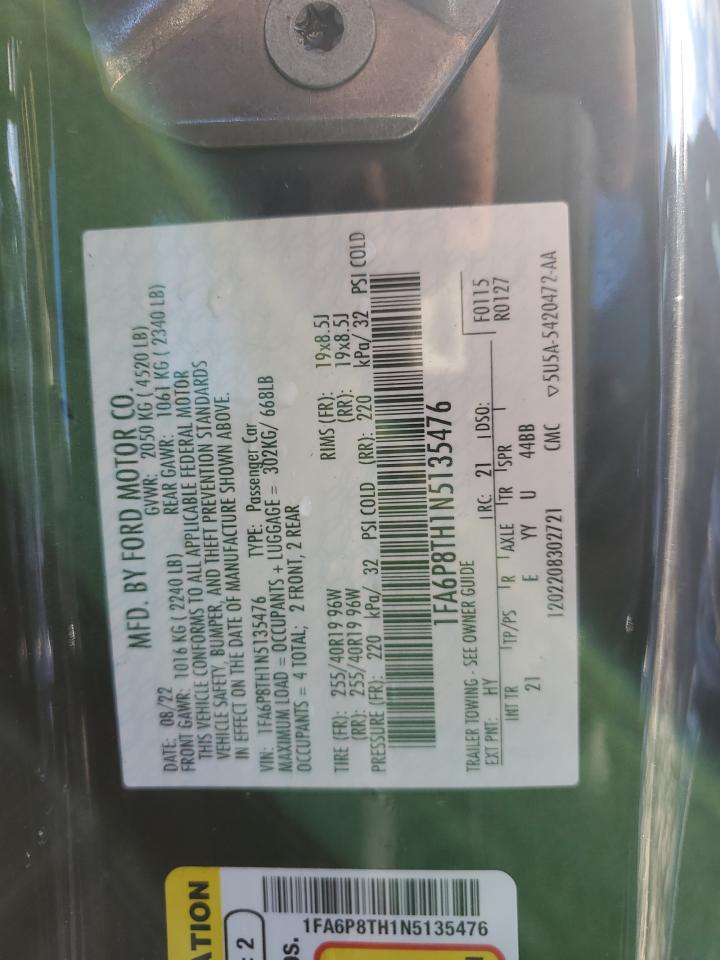 MFD. BY FORD MOTOR CO.
DATE: 08/22 GVWR: 2050 KG ( 4520 LB)
FRONT GAWR: 1016 KG ( 2240 LB) REAR GAWR: 1061 KG ( 2340 LB)
THIS VEHICLE CONFORMS TO ALL APPLICABLE FEDERAL MOTOR
VEHICLE SAFETY, BUMPER, AND THEFT PREVENTION STANDARDS
IN EFFECT ON THE DATE OF MANUFACTURE SHOWN ABOVE.
VIN: 1FA6P8TH1N5135476 TYPE: Passenger Car
MAXIMUM LOAD = OCCUPANTS + LUGGAGE = 302KG/ 668LB
OCCUPANTS = 4 TOTAL; 2 FRONT, 2 REAR
TIRE (FR): 255/40R19 96W RIMS (FR): 19x8.5J
(RR): 255/40R19 96W (RR): 19x8.5J
PRESSURE (FR): 220 kPa/ 32 PSI COLD (RR): 220 kPa/ 32 PSI COLD
1FA6P8TH1N5135476
TRAILER TOWING - SEE OWNER GUIDE F0115
EXT PNT: HY RC: 21 DSO: R0127
INT TR TP/PS R AXLE TR SPR
21 E YY U 44BB
1202208302721 CMC ▽5U5A-5420472-AA
ATION
: 2
os.
1FA6P8TH1N5135476